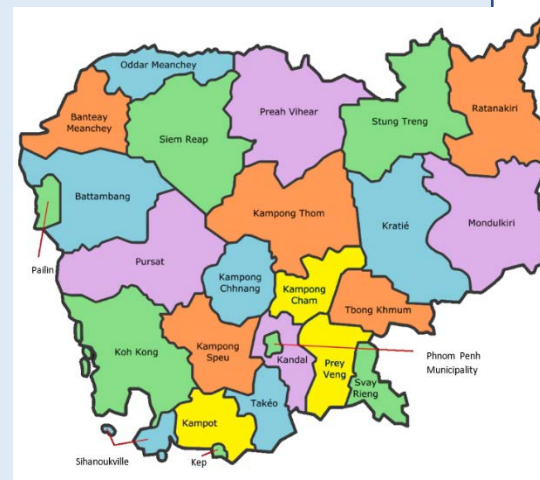 Oddar Meanchey
Banteay
Meanchey
Siem Reap
Preah Vihear
Stung Treng
Ratanakiri
Battambang
Kampong Thom
Kratié
Mondulkiri
Pailin
Pursat
Kampong
Chhnang
Kampong
Cham
Tbong Khmum
Koh Kong
Kampong
Speu
Kandal
Prey
Veng
Phnom Penh
Municipality
Svay
Rieng
Takéo
Kampot
Sihanoukville
Kep